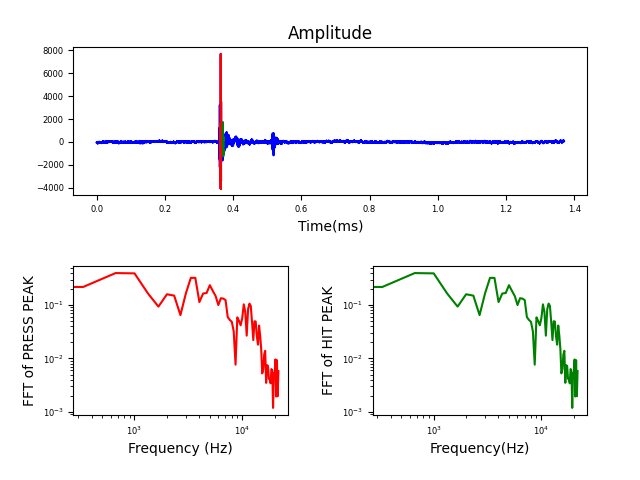 Amplitude
8000
6000
4000
2000
0
−2000
−4000
0.0 0.2 0.4 0.6 0.8 1.0 1.2 1.4
Time(ms)
FFT of PRESS PEAK
10⁻¹
10⁻²
10⁻³
10³ 10⁴
Frequency (Hz)
FFT of HIT PEAK
10⁻¹
10⁻²
10⁻³
10³ 10⁴
Frequency(Hz)